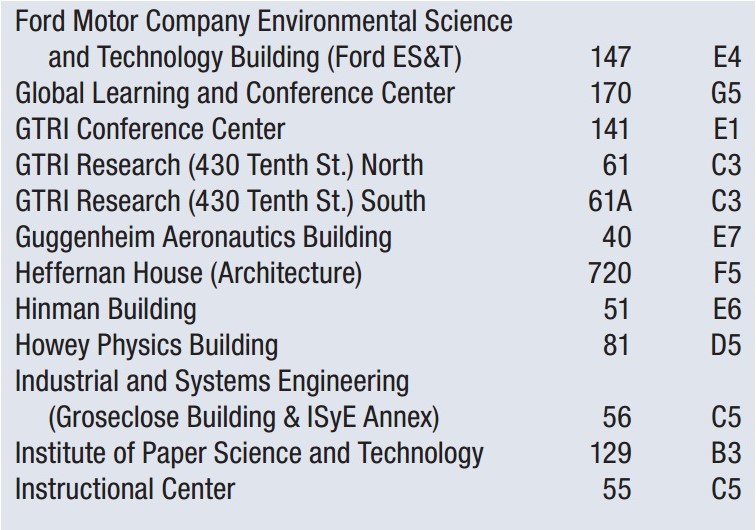 Ford Motor Company Environmental Science
and Technology Building (Ford ES&T) 147 E4
Global Learning and Conference Center 170 G5
GTRI Conference Center 141 E1
GTRI Research (430 Tenth St.) North 61 C3
GTRI Research (430 Tenth St.) South 61A C3
Guggenheim Aeronautics Building 40 E7
Heffernan House (Architecture) 720 F5
Hinman Building 51 E6
Howey Physics Building 81 D5
Industrial and Systems Engineering
(Groseclose Building & ISyE Annex) 56 C5
Institute of Paper Science and Technology 129 B3
Instructional Center 55 C5